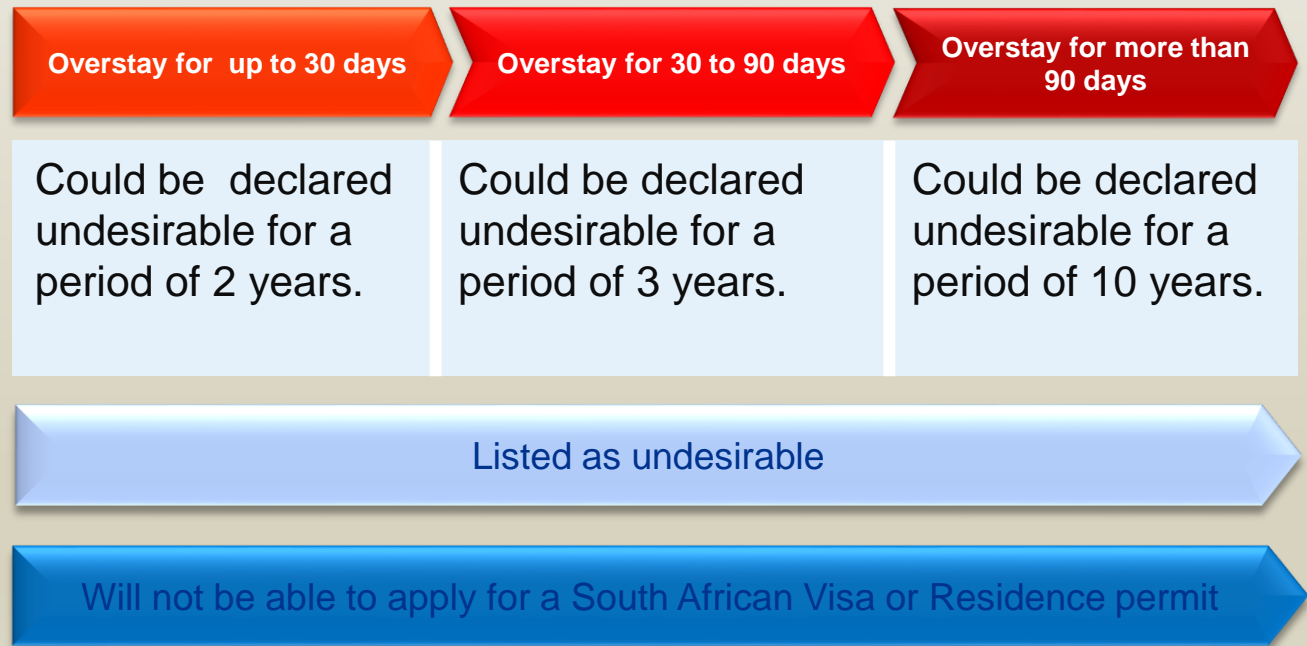 Overstay for  up to 30 days
Overstay for 30 to 90 days
Overstay for more than
90 days
Could be  declared
undesirable for a
period of 2 years.
Could be declared
undesirable for a
period of 3 years.
Could be declared
undesirable for a
period of 10 years.
Listed as undesirable
Will not be able to apply for a South African Visa or Residence permit